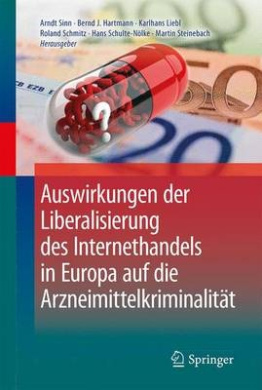 Arndt Sinn · Bernd J. Hartmann · Karlhans Liebl
Roland Schmitz · Hans Schulte-Nölke · Martin Steinebach
Herausgeber
?
Auswirkungen der
Liberalisierung
des Internethandels
in Europa auf die
Arzneimittelkriminalität
Springer